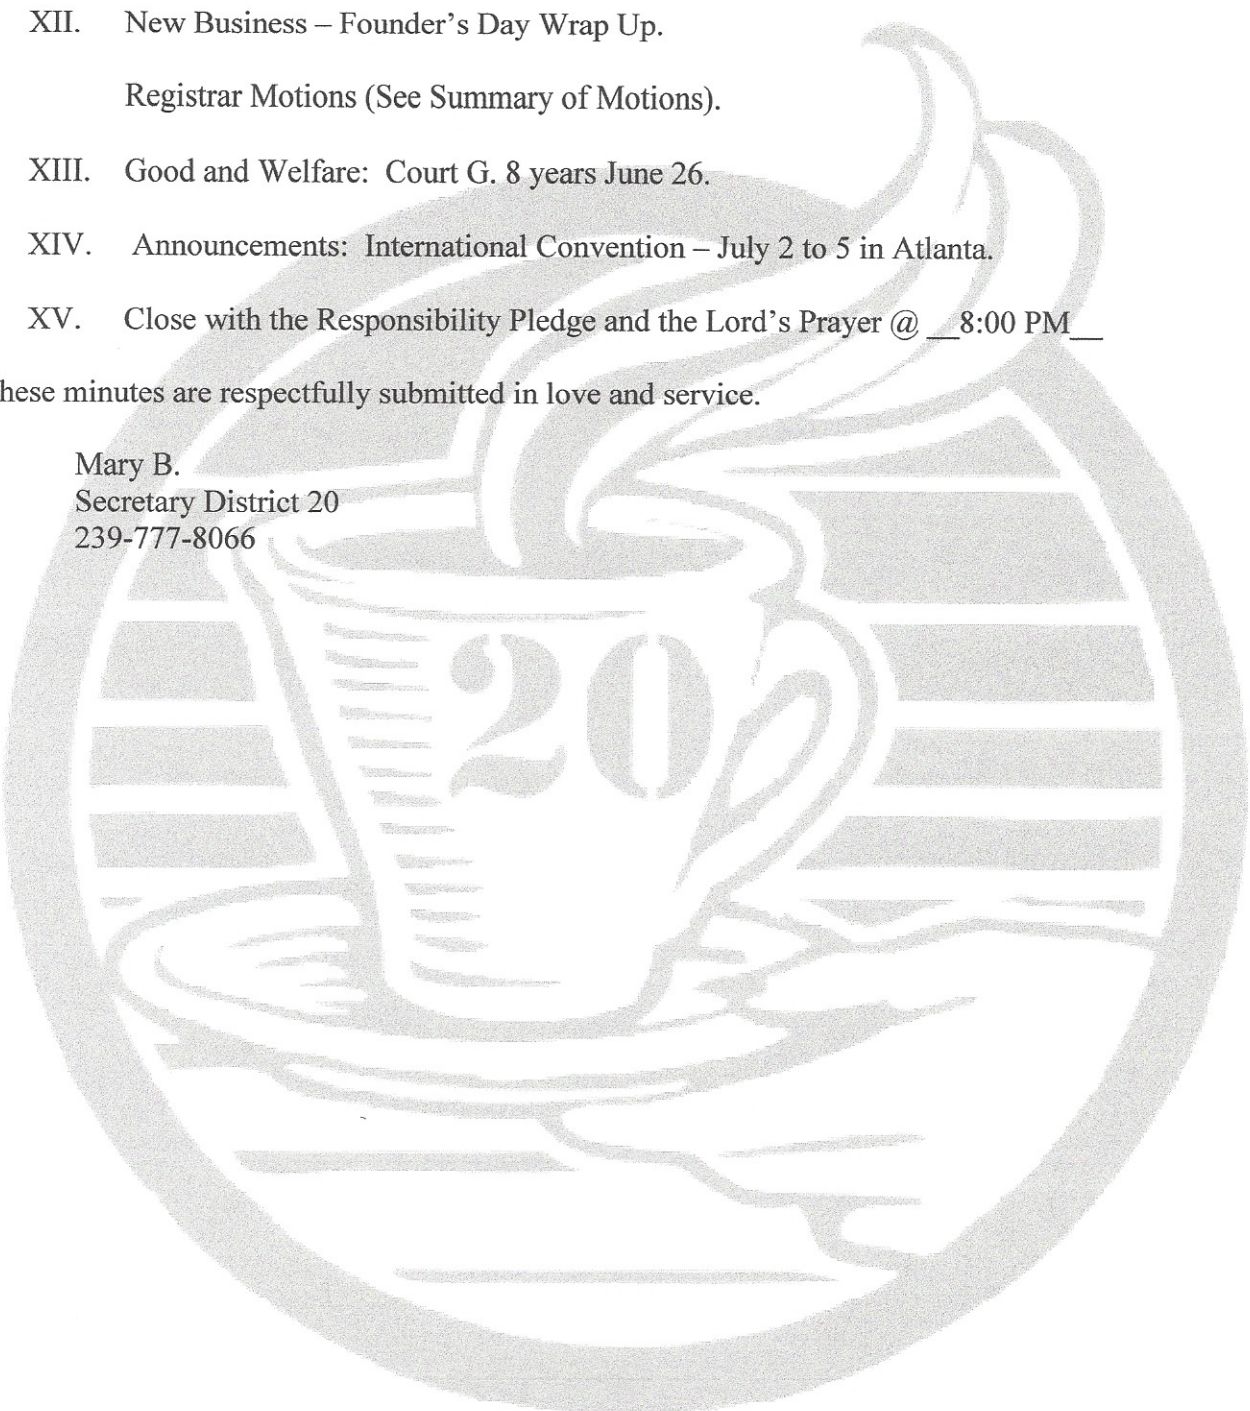 XII. New Business – Founder's Day Wrap Up.
Registrar Motions (See Summary of Motions).
XIII. Good and Welfare: Court G. 8 years June 26.
XIV. Announcements: International Convention – July 2 to 5 in Atlanta.
XV. Close with the Responsibility Pledge and the Lord's Prayer @ __8:00 PM__
hese minutes are respectfully submitted in love and service.
Mary B.
Secretary District 20
239-777-8066
20